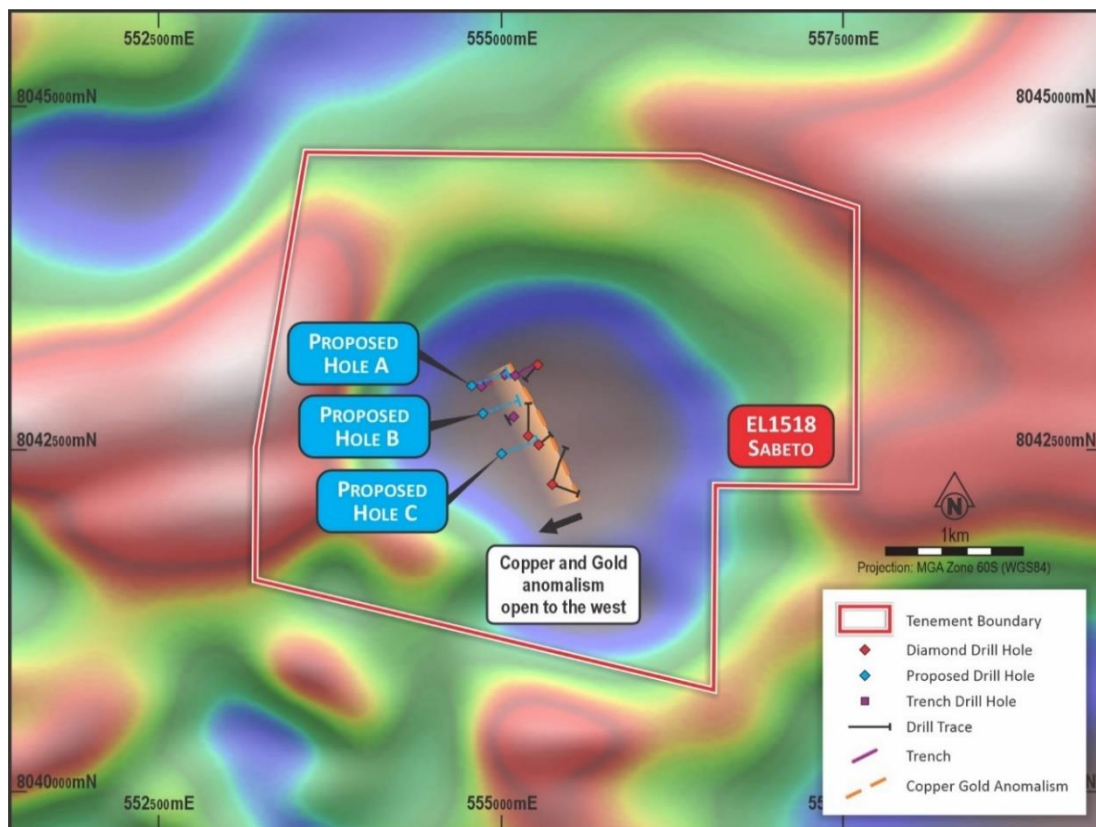 552500mE
555000mE
557500mE
8045000mN
8045000mN
PROPOSED
HOLE A
PROPOSED
HOLE B
PROPOSED
HOLE C
EL1518
SABETO
8042500mN
8042500mN
N
1km
Projection: MGA Zone 60S (WGS84)
Copper and Gold
anomalism
open to the west
Tenement Boundary
Diamond Drill Hole
Proposed Drill Hole
Trench Drill Hole
Drill Trace
Trench
Copper Gold Anomalism
8040000mN
552500mE
555000mE